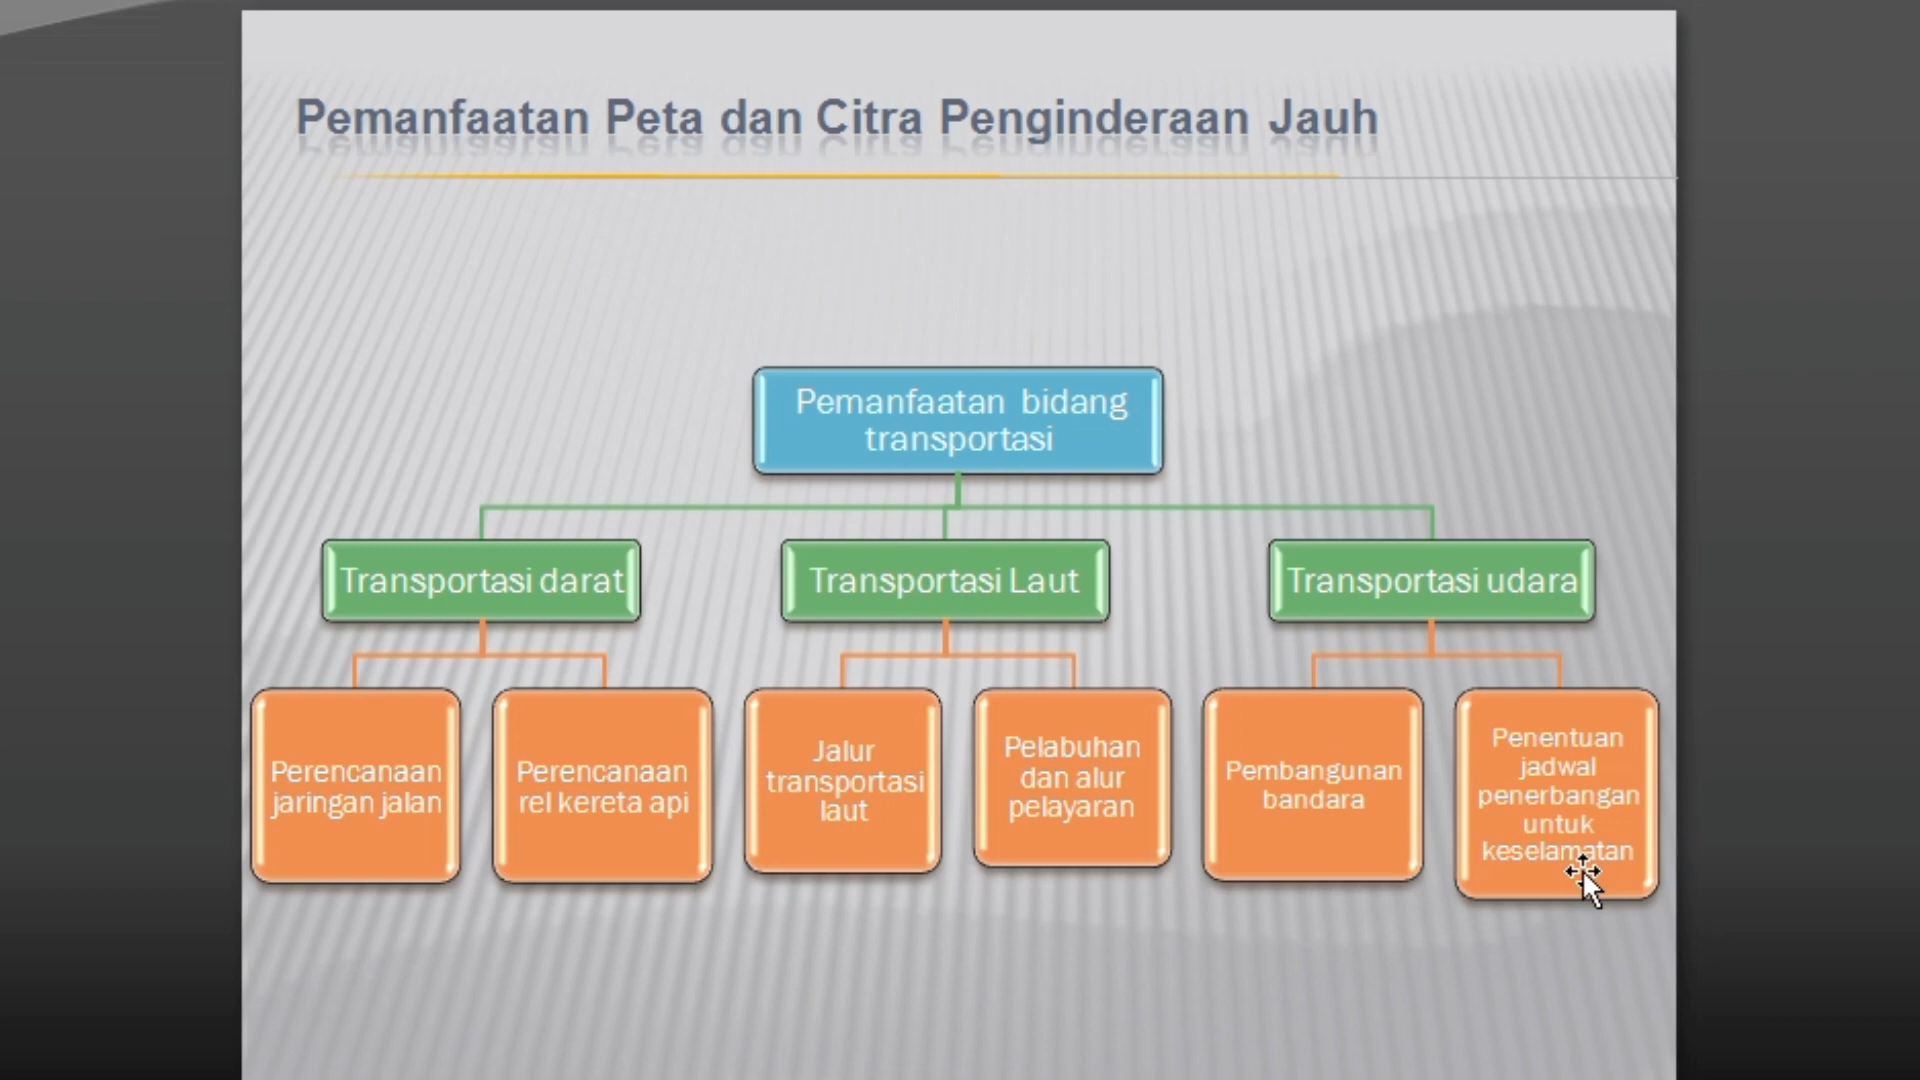 Pemanfaatan Peta dan Citra Penginderaan Jauh
Pemanfaatan bidang
transportasi
Transportasi darat
Transportasi Laut
Transportasi udara
Perencanaan
jaringan jalan
Perencanaan
rel kereta api
Jalur
transportasi
laut
Pelabuhan
dan alur
pelayaran
Pembangunan
bandara
Penentuan
jadwal
penerbangan
untuk
keselamatan